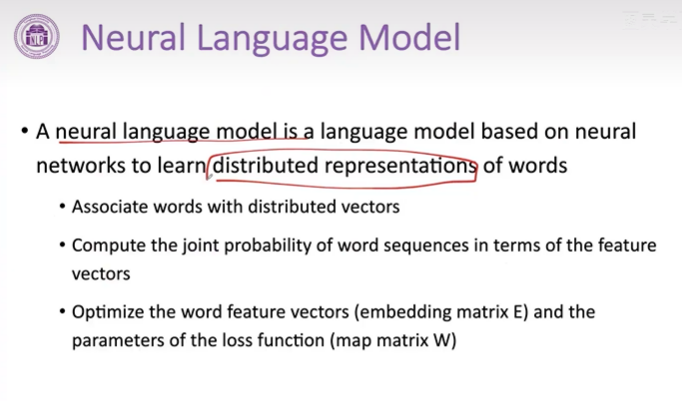 Neural Language Model
• A neural language model is a language model based on neural
networks to learn distributed representations of words
• Associate words with distributed vectors
• Compute the joint probability of word sequences in terms of the feature
vectors
• Optimize the word feature vectors (embedding matrix E) and the
parameters of the loss function (map matrix W)